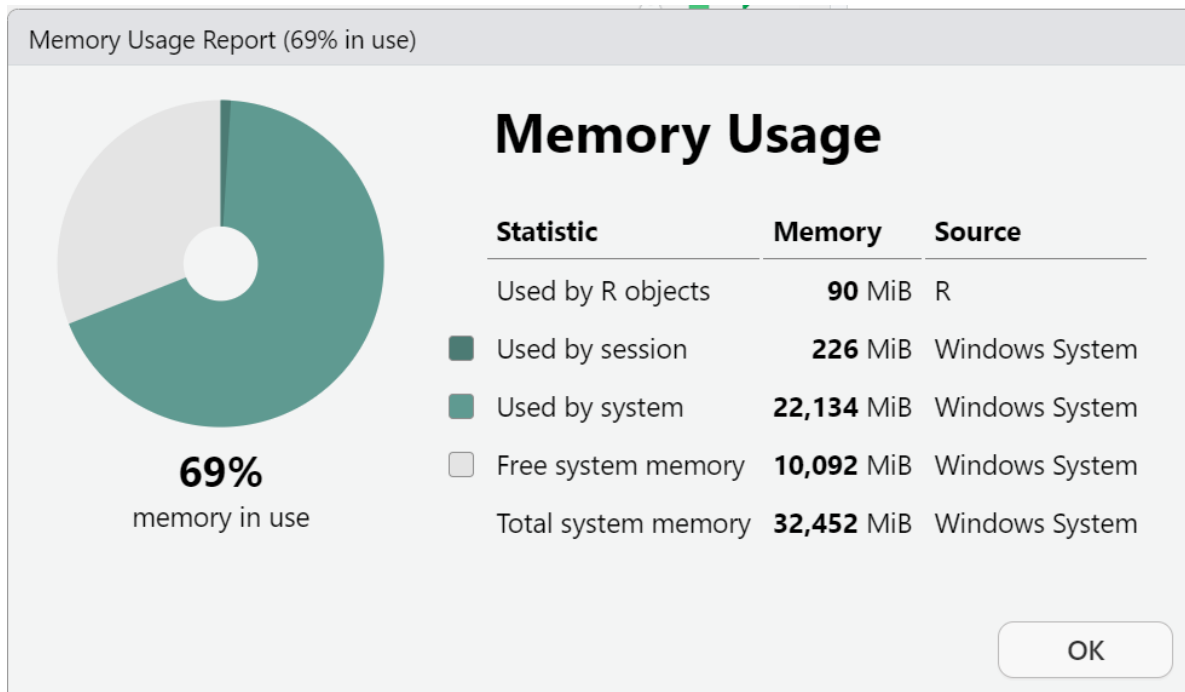 Memory Usage Report (69% in use)
Memory Usage
Statistic Memory Source
Used by R objects 90 MiB R
Used by session 226 MiB Windows System
Used by system 22,134 MiB Windows System
Free system memory 10,092 MiB Windows System
Total system memory 32,452 MiB Windows System
69%
memory in use
OK